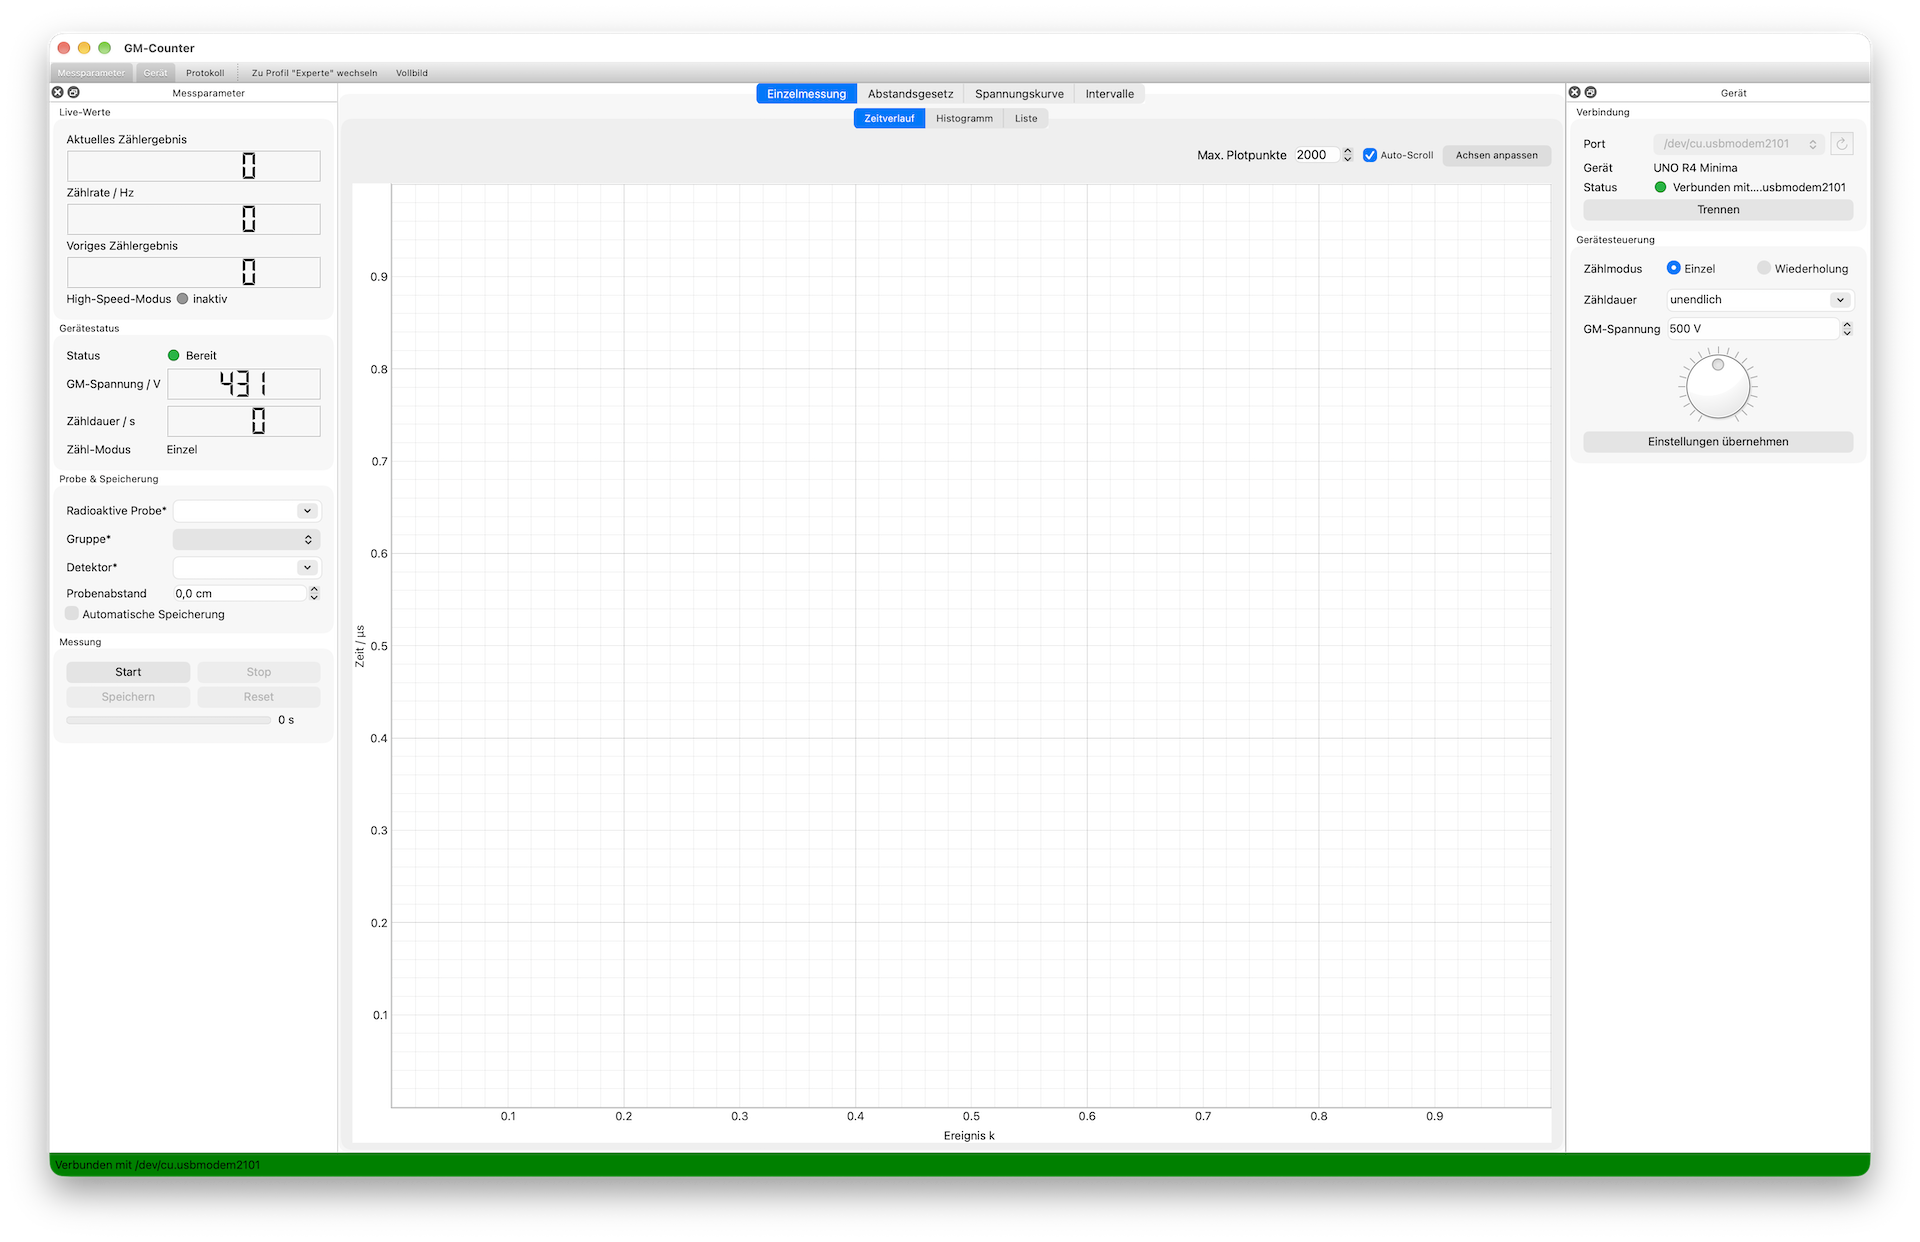 GM-Counter
Messparameter Gerät Protokoll Zu Profil "Experte" wechseln Vollbild
Messparameter
Live-Werte
Aktuelles Zählergebnis
0
Zählrate / Hz
0
Voriges Zählergebnis
0
High-Speed-Modus inaktiv
Gerätestatus
Status Bereit
GM-Spannung / V 431
Zähldauer / s 0
Zähl-Modus Einzel
Probe & Speicherung
Radioaktive Probe*
Gruppe*
Detektor*
Probenabstand 0,0 cm
Automatische Speicherung
Messung
Start Stop
Speichern Reset
0 s
Einzelmessung Abstandsgesetz Spannungskurve Intervalle
Zeitverlauf Histogramm Liste
Max. Plotpunkte 2000 Auto-Scroll Achsen anpassen
0.9
0.8
0.7
0.6
0.5
0.4
0.3
0.2
0.1
Zeit / µs
0.1 0.2 0.3 0.4 0.5 0.6 0.7 0.8 0.9
Ereignis k
Gerät
Verbindung
Port /dev/cu.usbmodem2101
Gerät UNO R4 Minima
Status Verbunden mit....usbmodem2101
Trennen
Gerätesteuerung
Zählmodus Einzel Wiederholung
Zähldauer unendlich
GM-Spannung 500 V
Einstellungen übernehmen
Verbunden mit /dev/cu.usbmodem2101